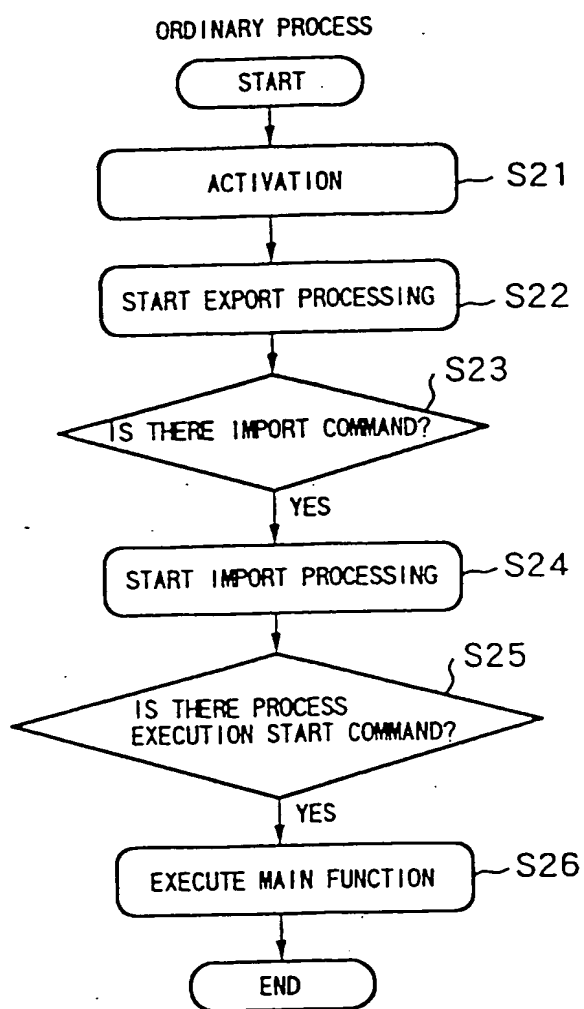 ORDINARY PROCESS
START
ACTIVATION
S21
START EXPORT PROCESSING
S22
S23
IS THERE IMPORT COMMAND?
YES
START IMPORT PROCESSING
S24
S25
IS THERE PROCESS
EXECUTION START COMMAND?
YES
EXECUTE MAIN FUNCTION
S26
END